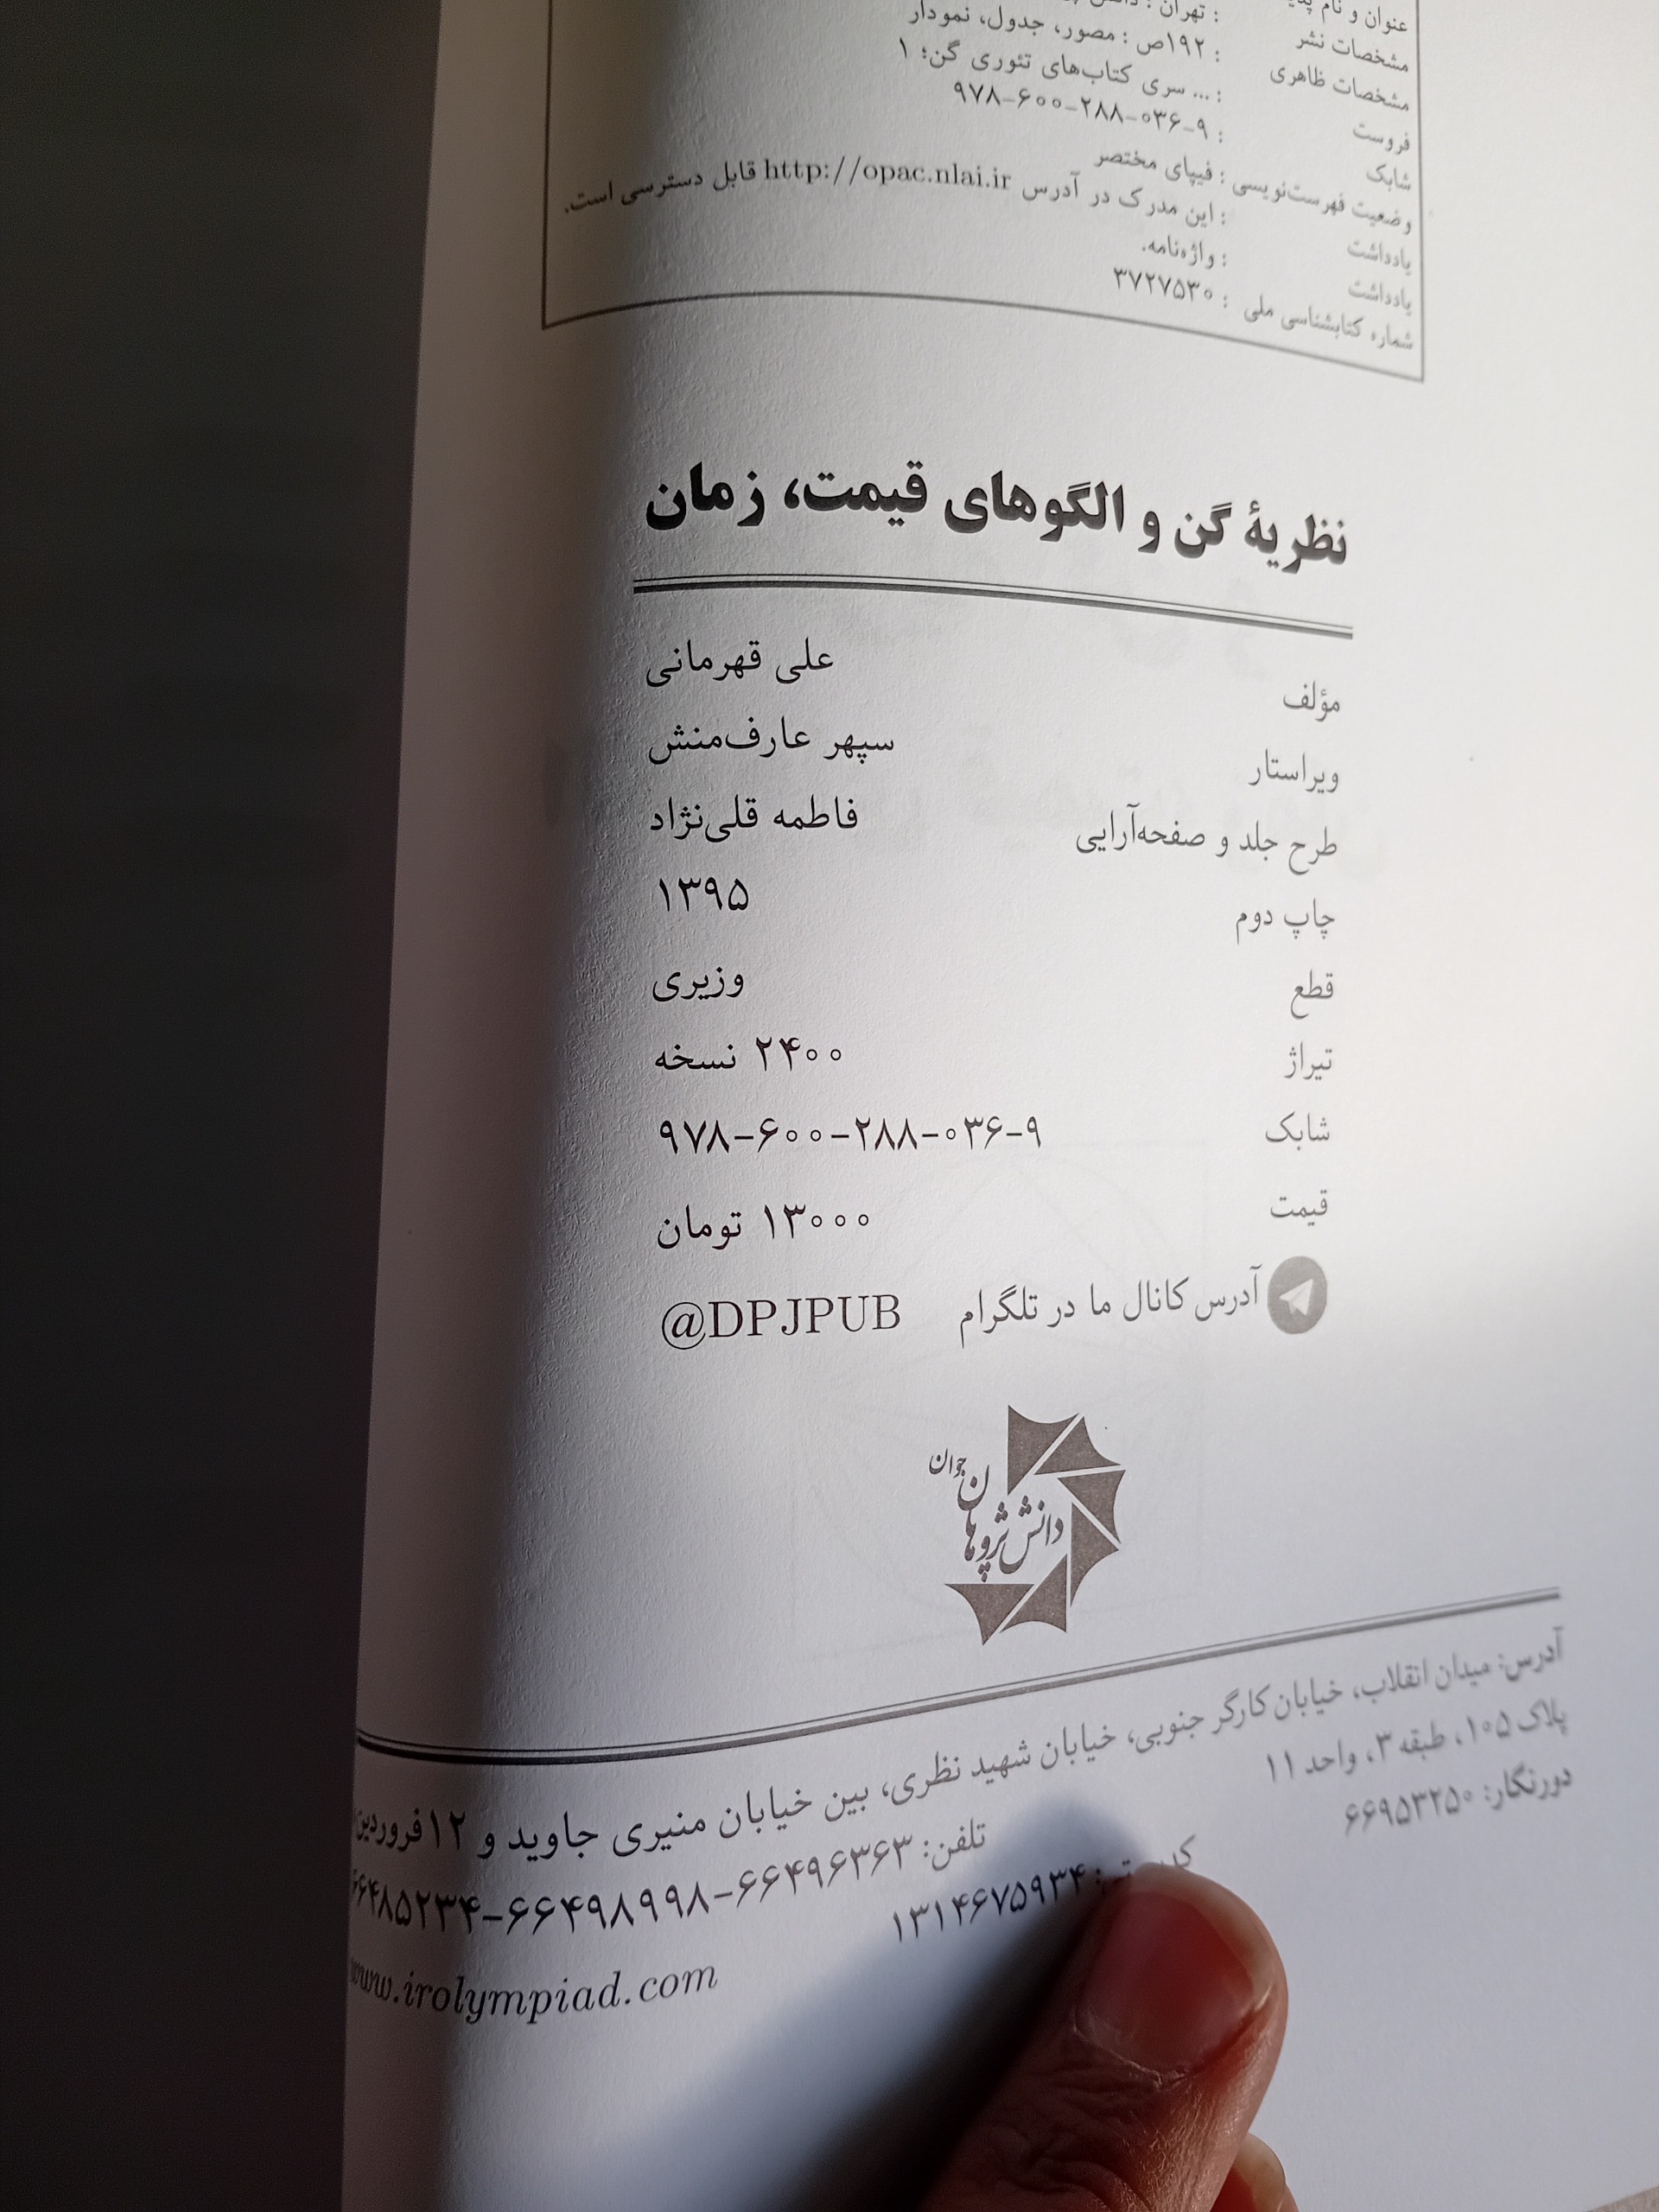 عنوان و نام
مشخصات نشر : تهران :
مشخصات ظاهری : ۱۹۲ص : مصور، جدول، نمودار
فروست : ... سری کتاب‌های تئوری گن؛ ۱
شابک : ۹۷۸-۶۰۰-۲۸۸-۰۳۶-۹
وضعیت فهرست‌نویسی : فیپای مختصر
یادداشت : این مدرک در آدرس http://opac.nlai.ir قابل دسترسی است.
یادداشت : واژه‌نامه.
شماره کتابشناسی ملی : ۳۷۲۷۵۳۰
نظریهٔ گن و الگوهای قیمت، زمان
مؤلف علی قهرمانی
ویراستار سپهر عارف‌منش
طرح جلد و صفحه‌آرایی فاطمه قلی‌نژاد
چاپ دوم ۱۳۹۵
قطع وزیری
تیراژ ۲۴۰۰ نسخه
شابک ۹۷۸-۶۰۰-۲۸۸-۰۳۶-۹
قیمت ۱۳۰۰۰ تومان
آدرس کانال ما در تلگرام @DPJPUB
دانش‌پژوهان جوان
آدرس: میدان انقلاب، خیابان کارگر جنوبی، خیابان شهید نظری، بین خیابان منیری جاوید و ۱۲فروردین
پلاک ۱۰۵، طبقه ۳، واحد ۱۱ تلفن: ۶۶۴۹۶۳۶۳-۶۶۴۹۸۹۹۸-۶۶۴۸۵۲۳۴
دورنگار: ۶۶۹۵۳۲۵۰ ۱۳۱۴۶۷۵۹۳۴ www.irolympiad.com